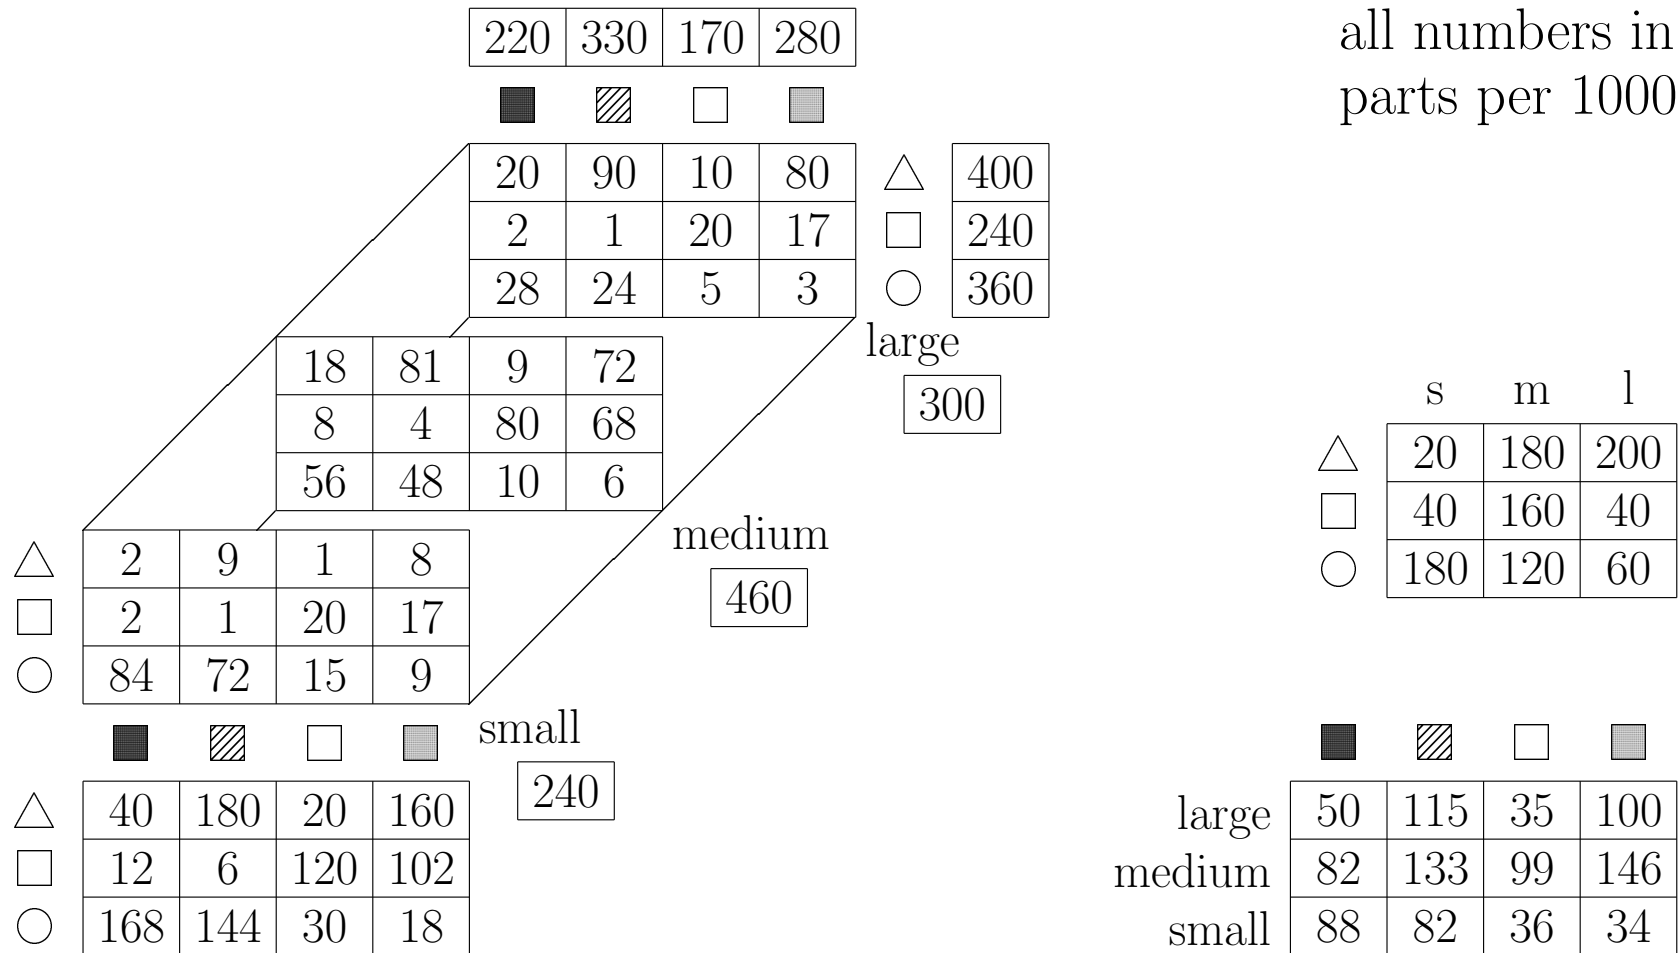 220 330 170 280
all numbers in
parts per 1000
20 90 10 80 400
2 1 20 17 240
28 24 5 3 360
large
300
18 81 9 72
8 4 80 68
56 48 10 6
medium
460
s m l
20 180 200
40 160 40
180 120 60
2 9 1 8
2 1 20 17
84 72 15 9
small
240
40 180 20 160
12 6 120 102
168 144 30 18
large 50 115 35 100
medium 82 133 99 146
small 88 82 36 34